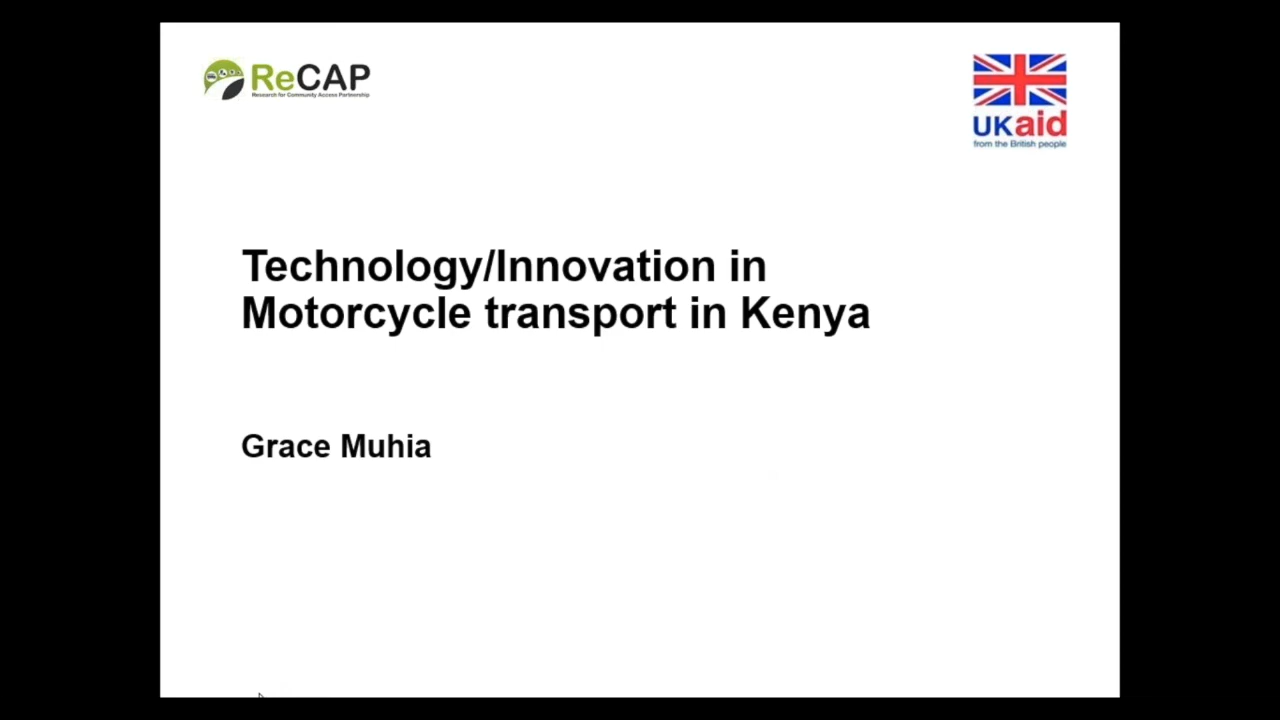 ReCAP
Research for Community Access Partnership
UKaid
from the British people
Technology/Innovation in
Motorcycle transport in Kenya
Grace Muhia